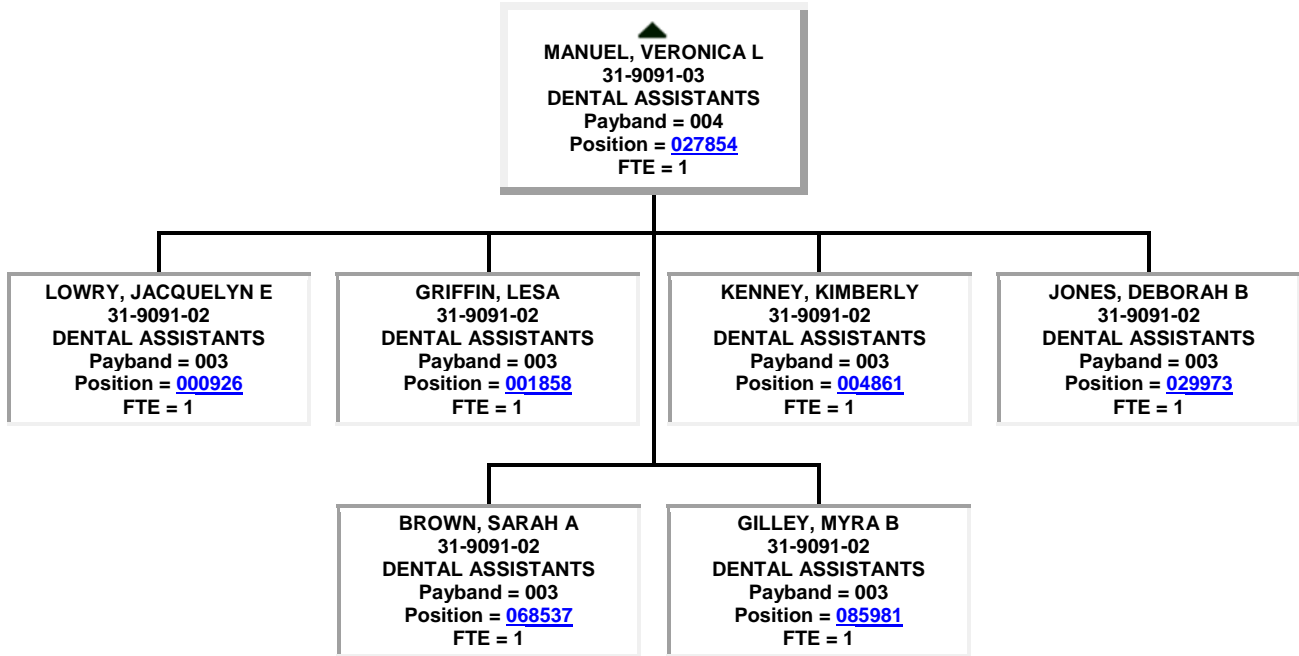 MANUEL, VERONICA L
31-9091-03
DENTAL ASSISTANTS
Payband = 004
Position = 027854
FTE = 1
LOWRY, JACQUELYN E
31-9091-02
DENTAL ASSISTANTS
Payband = 003
Position = 000926
FTE = 1
GRIFFIN, LESA
31-9091-02
DENTAL ASSISTANTS
Payband = 003
Position = 001858
FTE = 1
KENNEY, KIMBERLY
31-9091-02
DENTAL ASSISTANTS
Payband = 003
Position = 004861
FTE = 1
JONES, DEBORAH B
31-9091-02
DENTAL ASSISTANTS
Payband = 003
Position = 029973
FTE = 1
BROWN, SARAH A
31-9091-02
DENTAL ASSISTANTS
Payband = 003
Position = 068537
FTE = 1
GILLEY, MYRA B
31-9091-02
DENTAL ASSISTANTS
Payband = 003
Position = 085981
FTE = 1